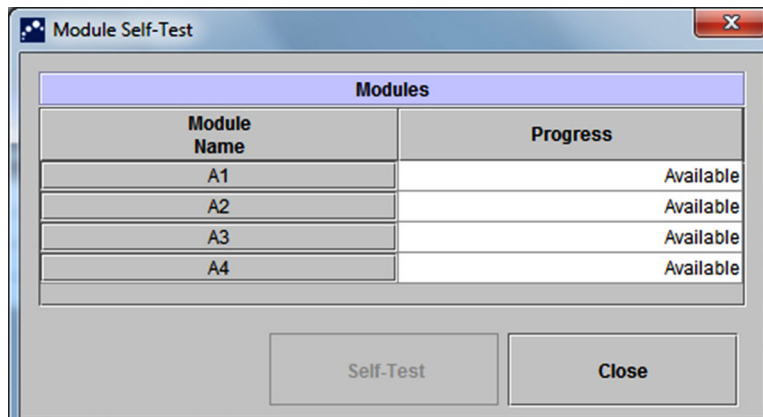 Module Self-Test
Modules
Module
Name
Progress
A1
Available
A2
Available
A3
Available
A4
Available
Self-Test
Close